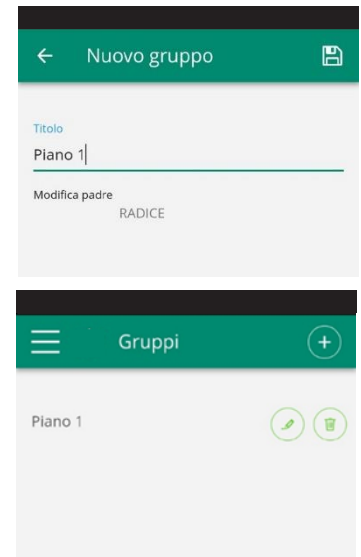 Nuovo gruppo
Titolo
Piano 1
Modifica padre
RADICE
Gruppi
Piano 1